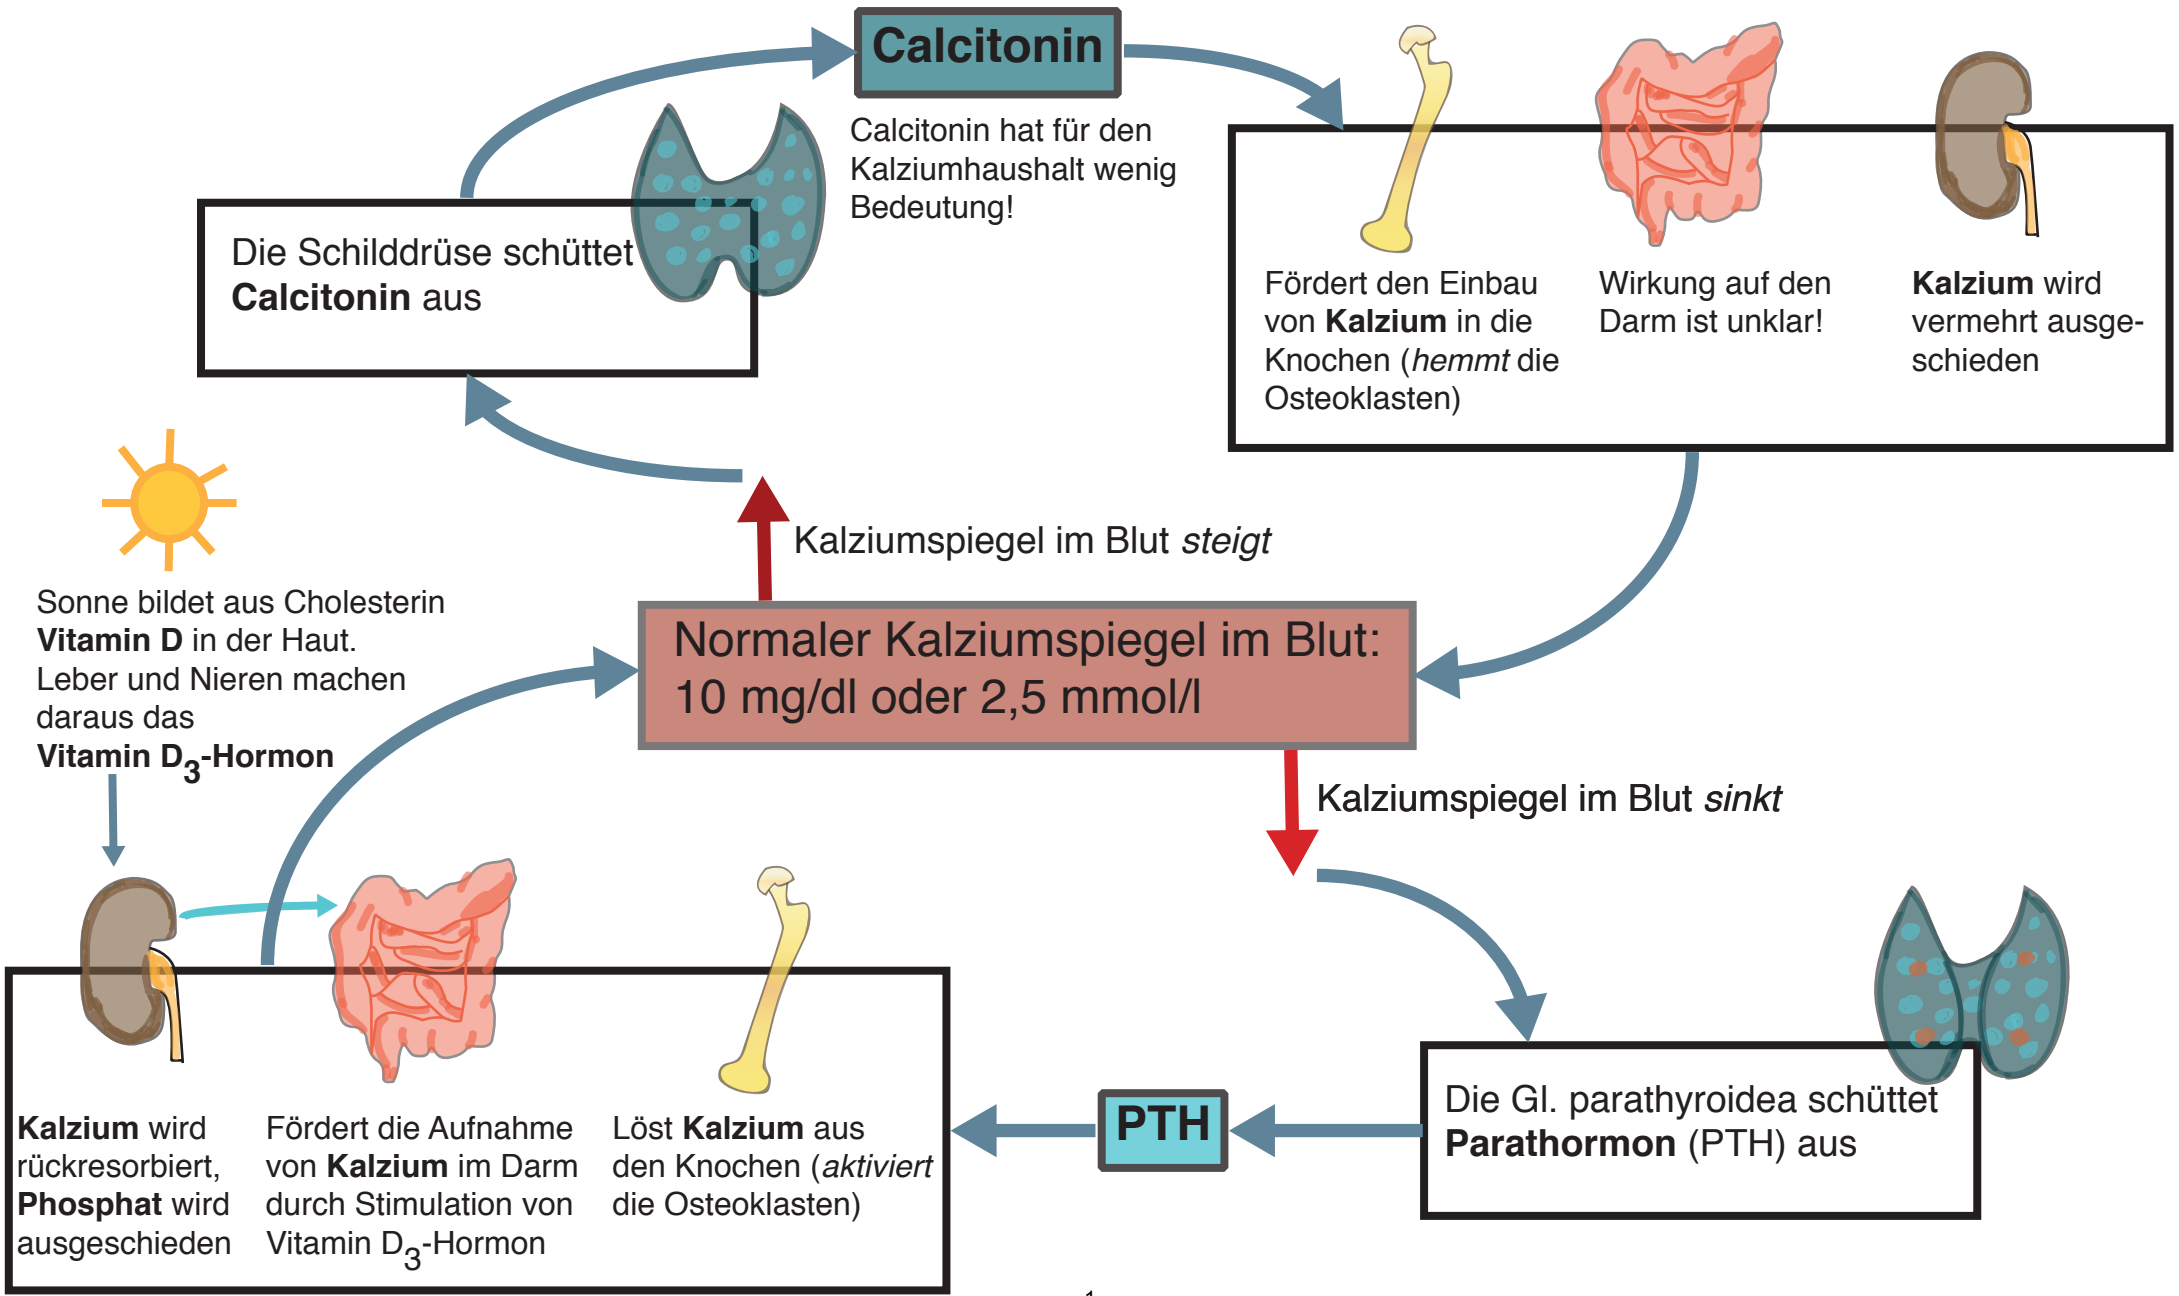 Calcitonin
Calcitonin hat für den
Kalziumhaushalt wenig
Bedeutung!
Die Schilddrüse schüttet
Calcitonin aus
Fördert den Einbau
von Kalzium in die
Knochen (hemmt die
Osteoklasten)
Wirkung auf den
Darm ist unklar!
Kalzium wird
vermehrt ausge-
schieden
Kalziumspiegel im Blut steigt
Sonne bildet aus Cholesterin
Vitamin D in der Haut.
Leber und Nieren machen
daraus das
Vitamin D3-Hormon
Normaler Kalziumspiegel im Blut:
10 mg/dl oder 2,5 mmol/l
Kalziumspiegel im Blut sinkt
Die Gl. parathyroidea schüttet
Parathormon (PTH) aus
PTH
Kalzium wird
rückresorbiert,
Phosphat wird
ausgeschieden
Fördert die Aufnahme
von Kalzium im Darm
durch Stimulation von
Vitamin D3-Hormon
Löst Kalzium aus
den Knochen (aktiviert
die Osteoklasten)
1